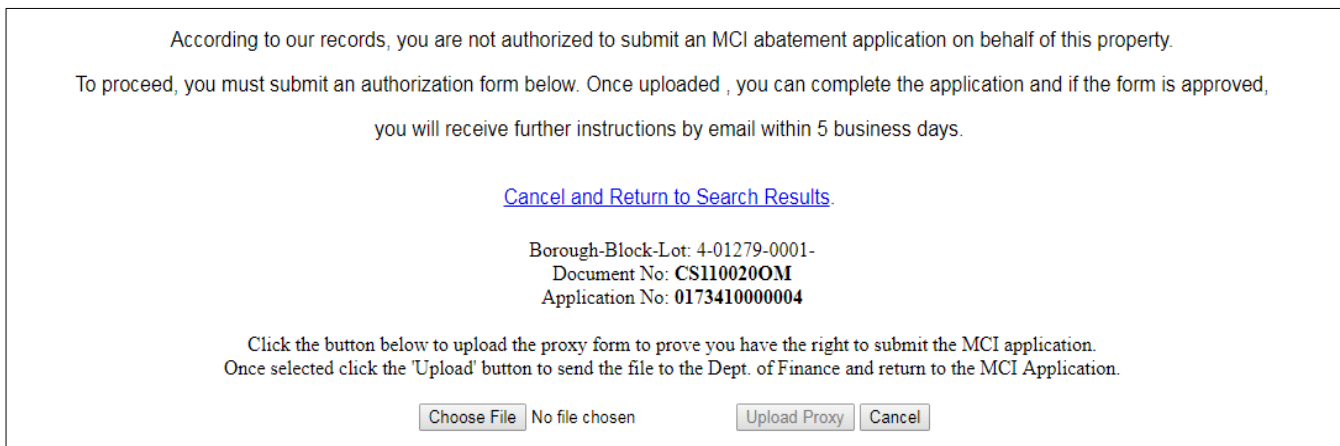 According to our records, you are not authorized to submit an MCI abatement application on behalf of this property.
To proceed, you must submit an authorization form below. Once uploaded , you can complete the application and if the form is approved,
you will receive further instructions by email within 5 business days.
Cancel and Return to Search Results.
Borough-Block-Lot: 4-01279-0001-
Document No: CS110020OM
Application No: 0173410000004
Click the button below to upload the proxy form to prove you have the right to submit the MCI application.
Once selected click the 'Upload' button to send the file to the Dept. of Finance and return to the MCI Application.
Choose File No file chosen Upload Proxy Cancel